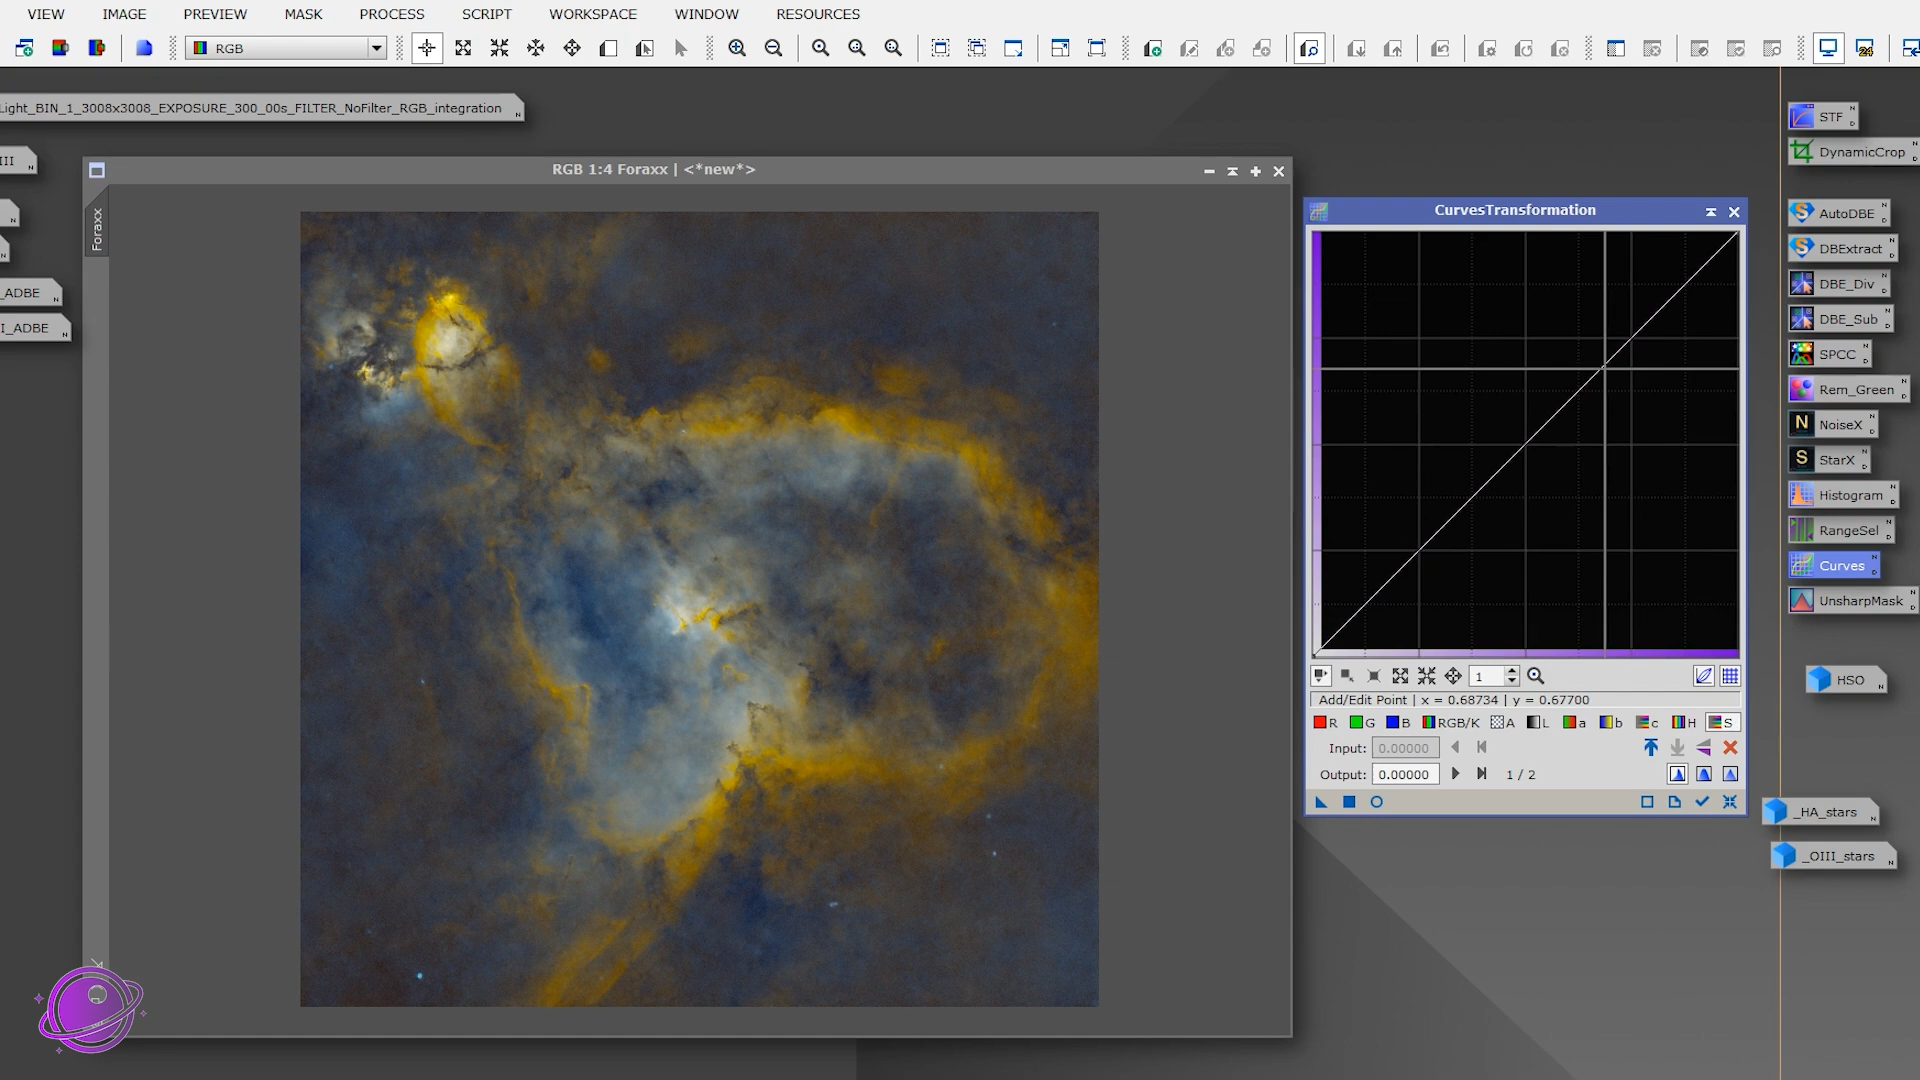 VIEW IMAGE PREVIEW MASK PROCESS SCRIPT WORKSPACE WINDOW RESOURCES
RGB
24
Light_BIN_1_3008x3008_EXPOSURE_300_00s_FILTER_NoFilter_RGB_integration
N
III
N
N
N
_ADBE
N
I_ADBE
N
RGB 1:4 Foraxx | <*new*>
Foraxx
CurvesTransformation
Add/Edit Point | x = 0.68734 | y = 0.67700
1
R G B RGB/K A L a b c H S
Input: 0.00000
Output: 0.00000 1 / 2
STF
N
D
DynamicCrop
N
D
AutoDBE
N
D
DBExtract
N
D
DBE_Div
N
D
DBE_Sub
N
D
SPCC
N
D
Rem_Green
N
D
N NoiseX
N
D
S StarX
N
D
Histogram
N
D
RangeSel
N
D
Curves
N
D
UnsharpMask
N
D
HSO
N
_HA_stars
N
_OIII_stars
N